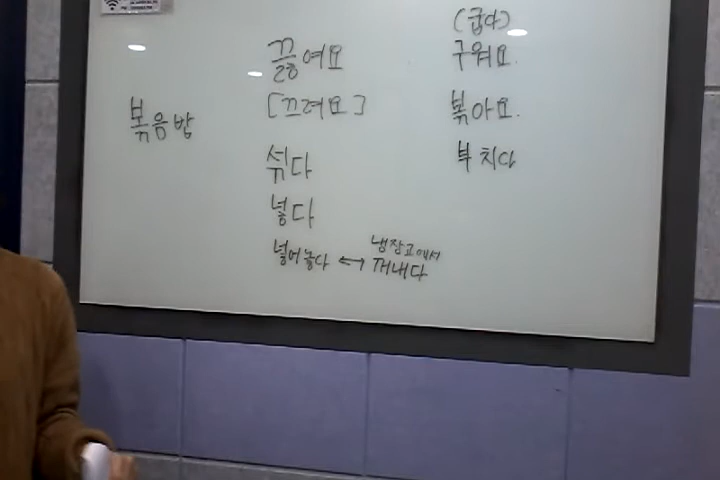 볶음밥
끓여요
[끄려요]
섞다
넣다
넣어놓다 ↔ 냉장고에서
꺼내다
(굽다)
구워요.
볶아요.
부치다